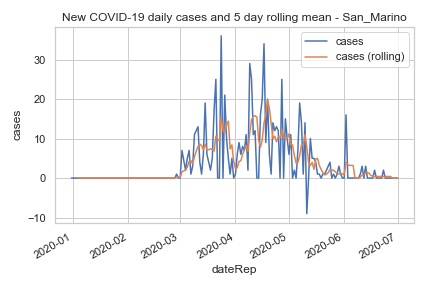 New COVID-19 daily cases and 5 day rolling mean - San_Marino
cases
cases (rolling)
30
20
10
0
−10
cases
2020-01
2020-02
2020-03
2020-04
2020-05
2020-06
2020-07
dateRep